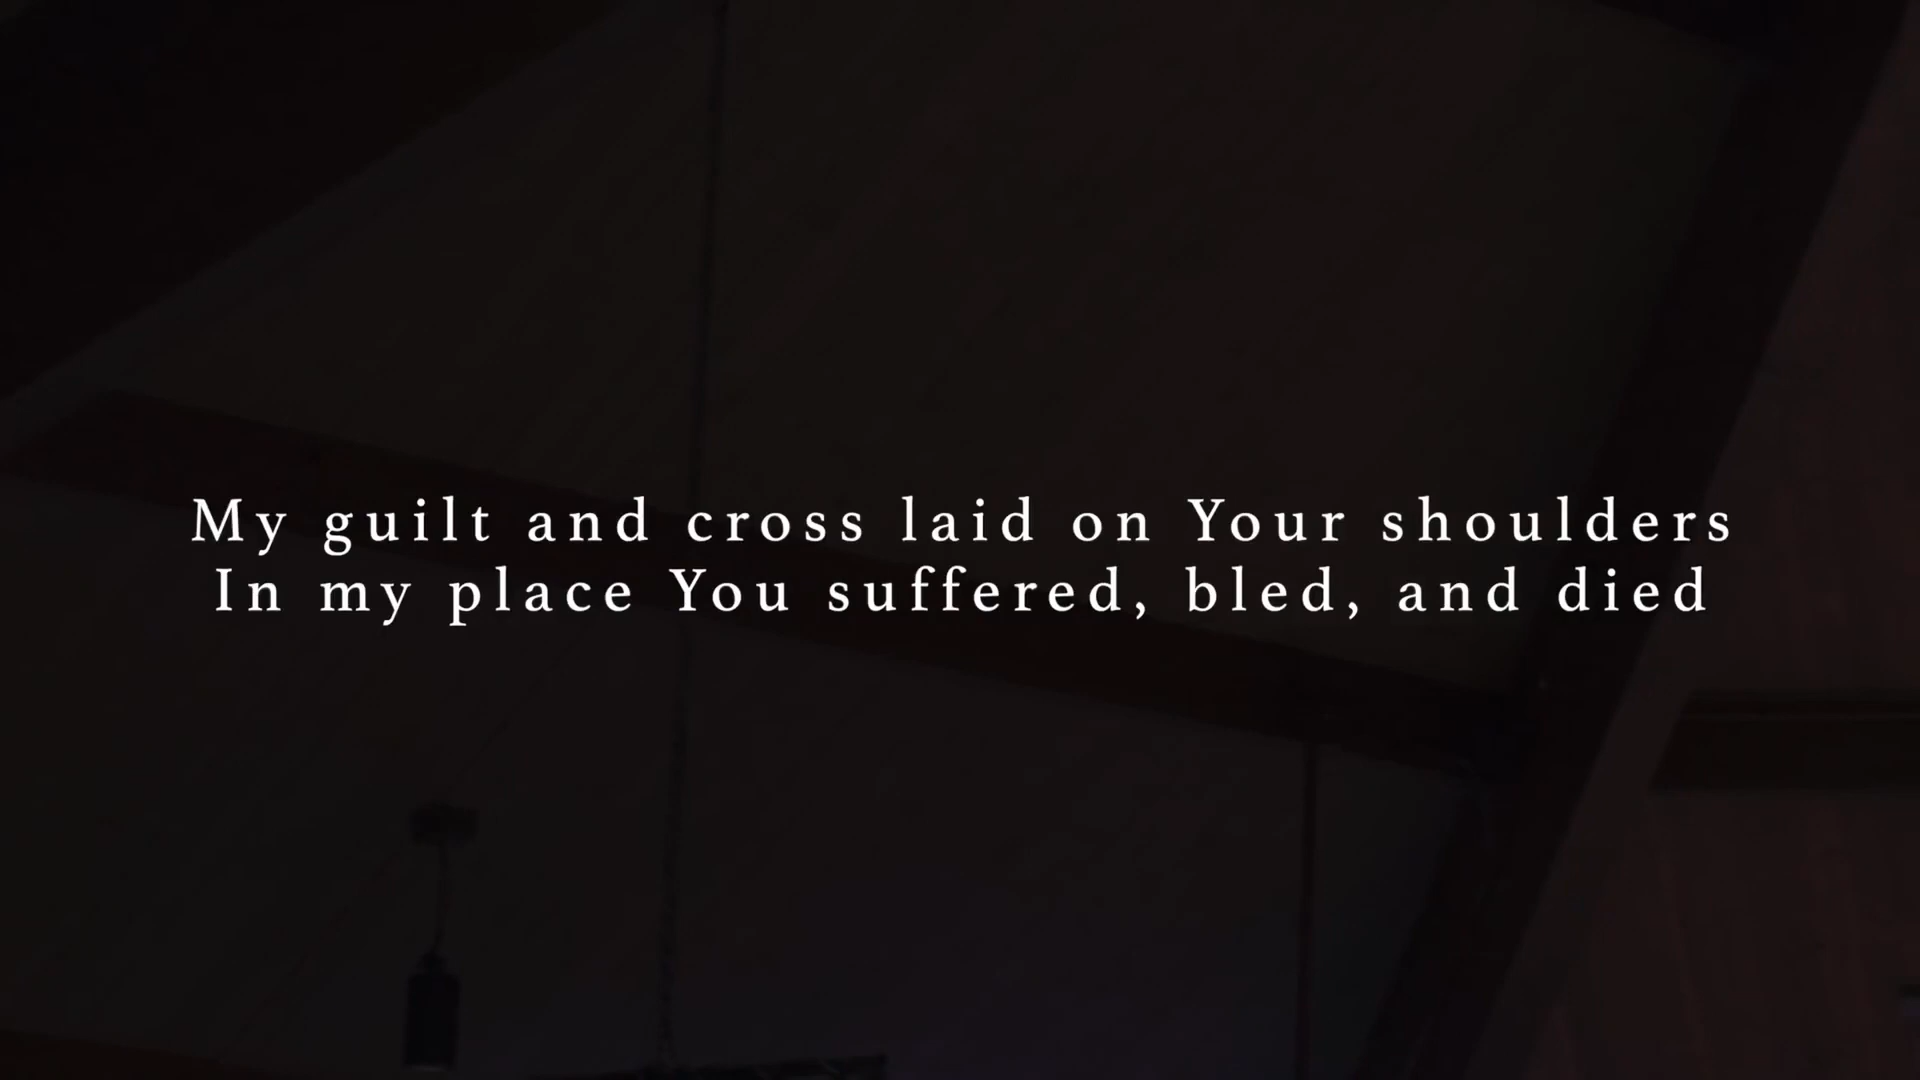 My guilt and cross laid on Your shoulders
In my place You suffered, bled, and died